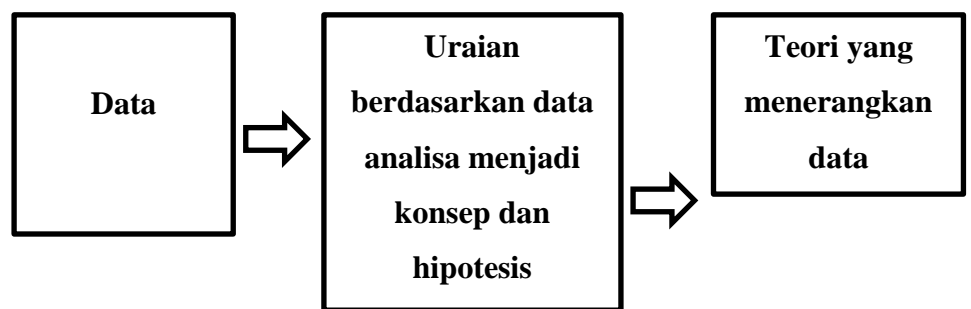 Data
Uraian
berdasarkan data
analisa menjadi
konsep dan
hipotesis
Teori yang
menerangkan
data